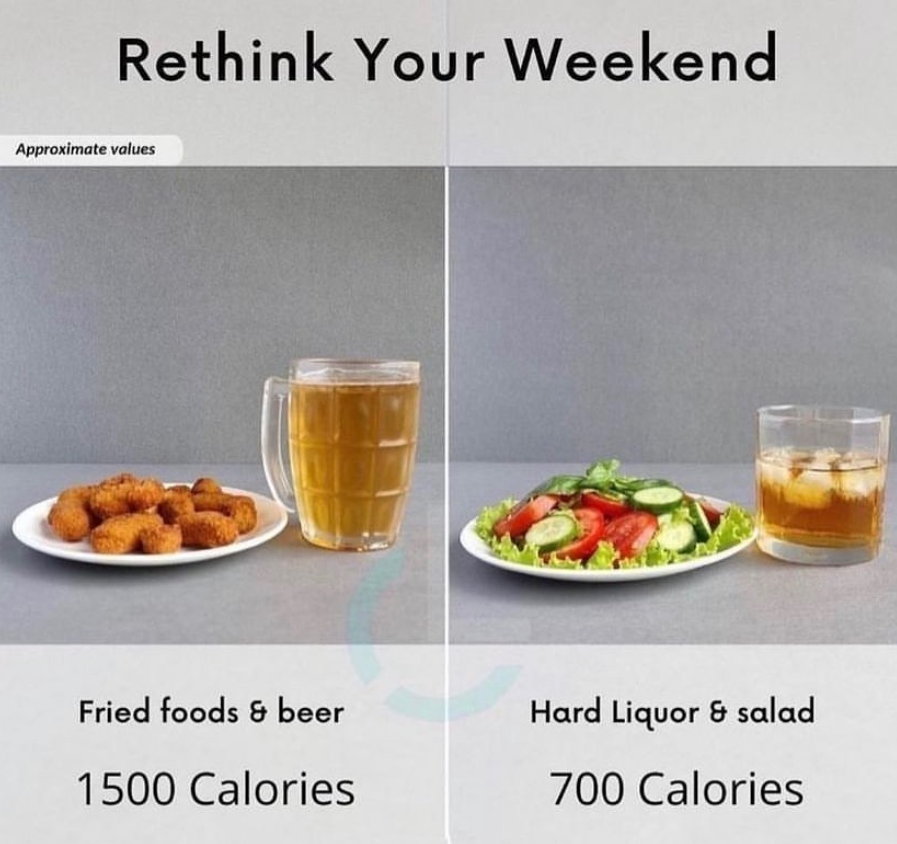 Rethink Your Weekend
Approximate values
Fried foods & beer
1500 Calories
Hard Liquor & salad
700 Calories